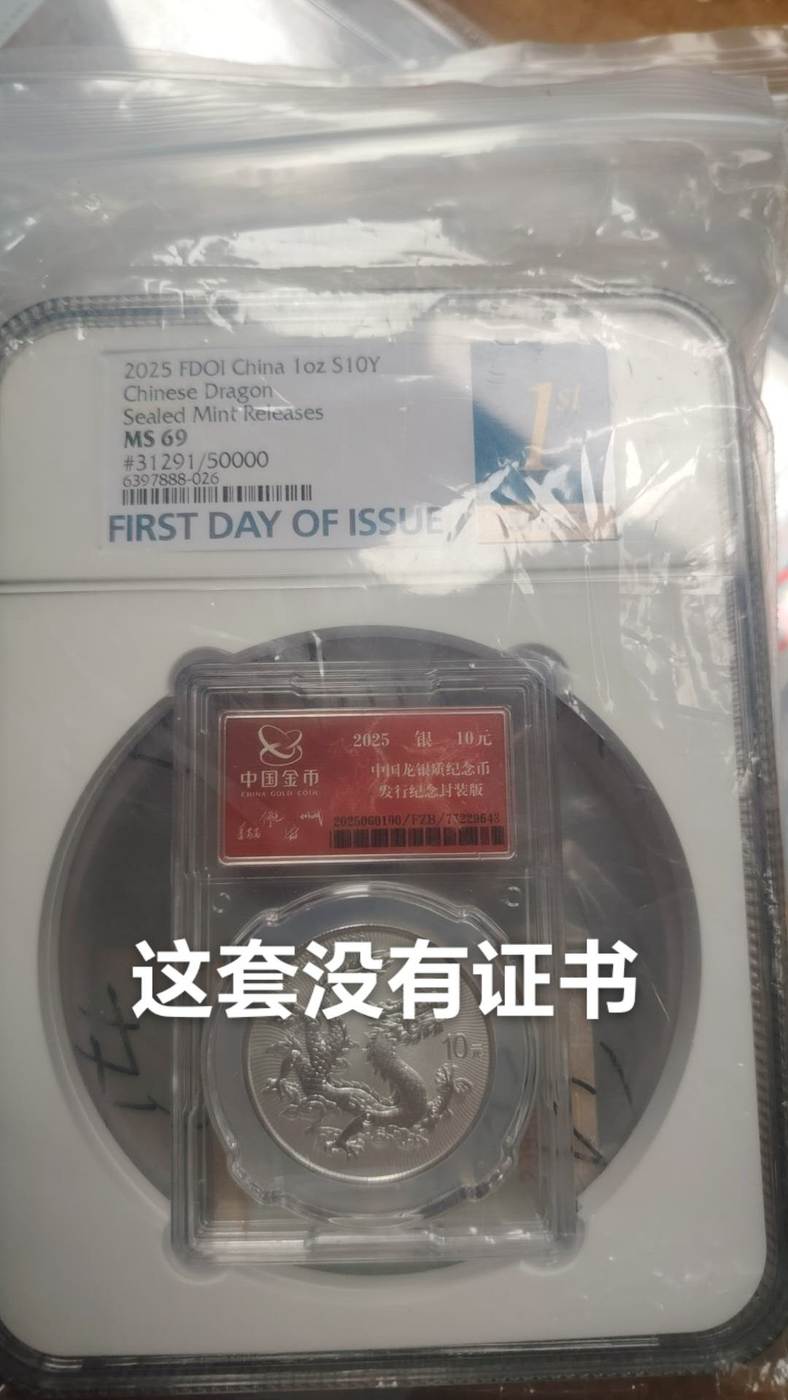 2025 FDOI China 1oz S10Y
Chinese Dragon
Sealed Mint Releases
MS 69
#31291/50000
6397888-026
FIRST DAY OF ISSUE
1st
中国金币
CHINA GOLD COIN
2025 银 10元
中国龙银质纪念币
发行纪念封装版
这套没有证书
10元